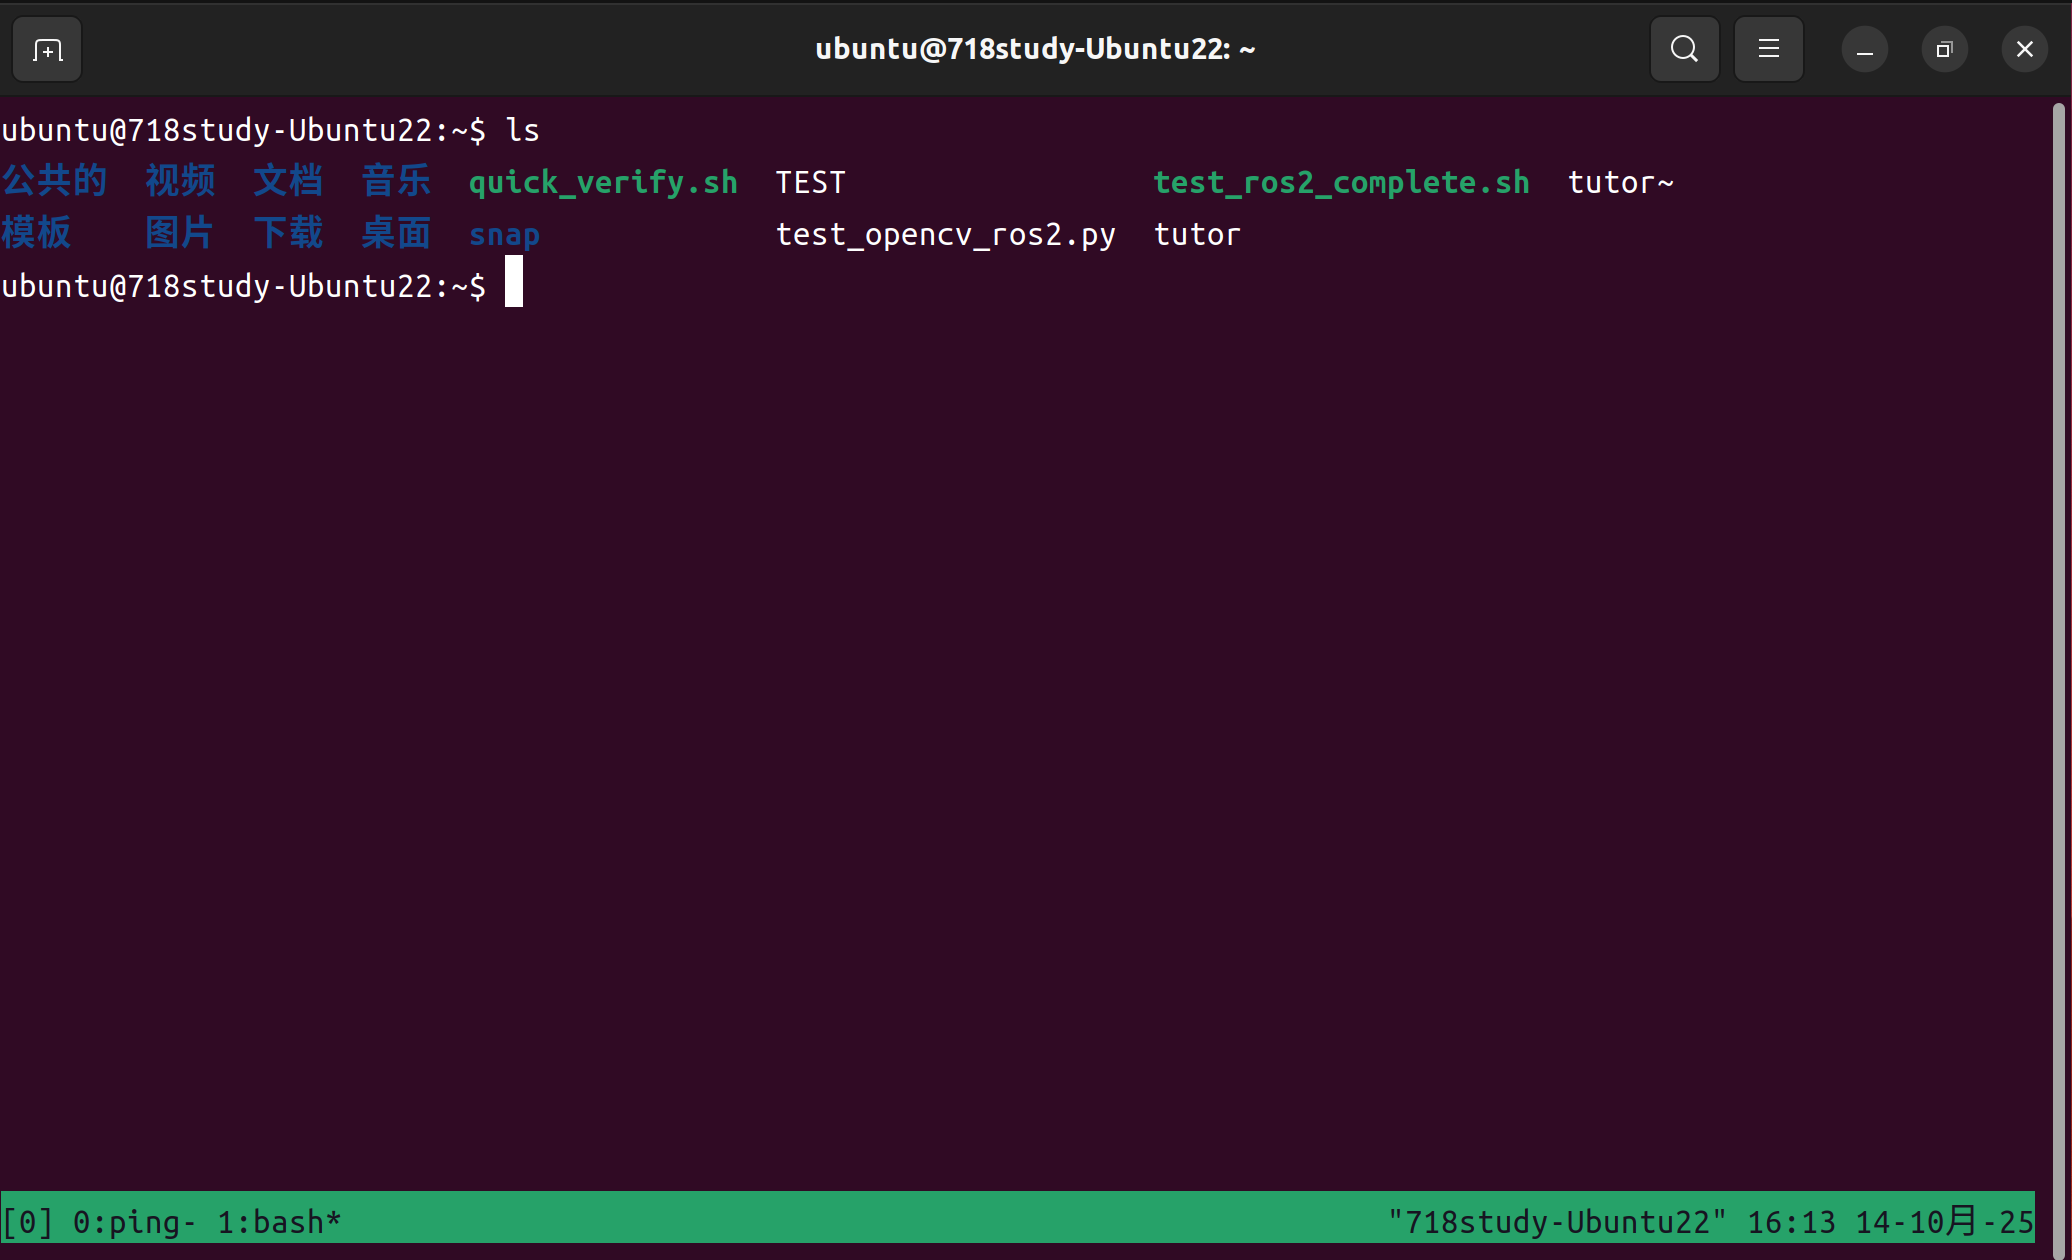 ubuntu@718study-Ubuntu22: ~
ubuntu@718study-Ubuntu22:~$ ls
公共的  视频  文档  音乐  quick_verify.sh  TEST                 test_ros2_complete.sh  tutor~
模板    图片  下载  桌面  snap             test_opencv_ros2.py  tutor
ubuntu@718study-Ubuntu22:~$
[0] 0:ping- 1:bash* "718study-Ubuntu22" 16:13 14-10月-25